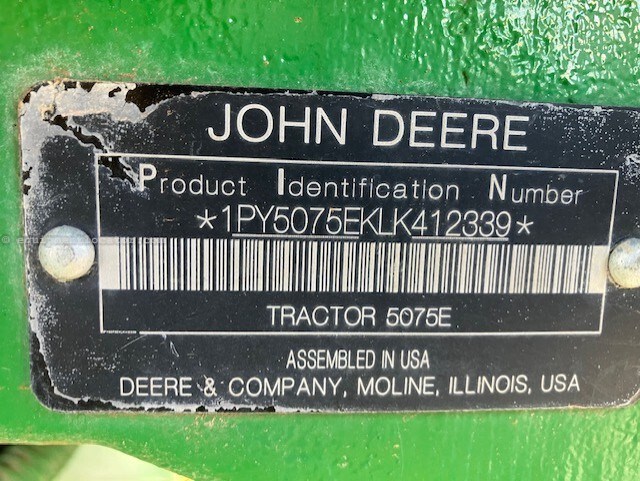 JOHN DEERE
Product Identification Number
*1PY5075EKLK412339*
TRACTOR 5075E
ASSEMBLED IN USA
DEERE & COMPANY, MOLINE, ILLINOIS, USA